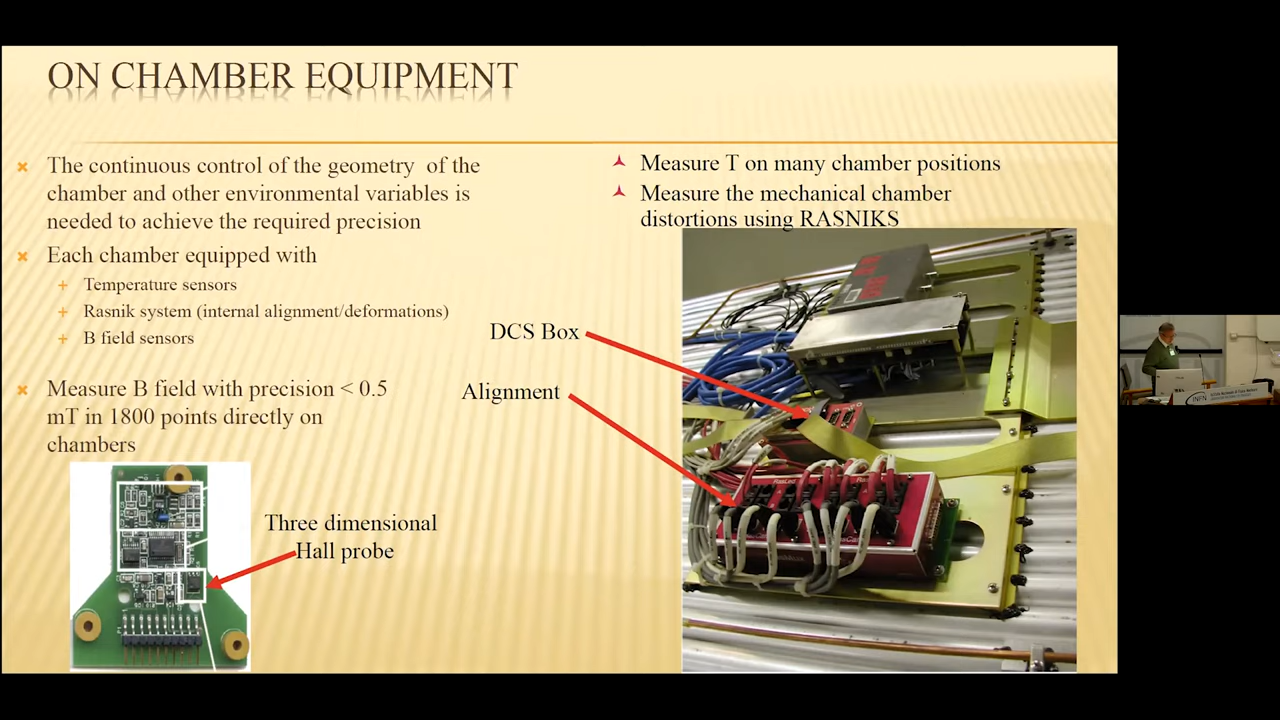 ON CHAMBER EQUIPMENT
The continuous control of the geometry of the
chamber and other environmental variables is
needed to achieve the required precision
Each chamber equipped with
Temperature sensors
Rasnik system (internal alignment/deformations)
B field sensors
Measure B field with precision < 0.5
mT in 1800 points directly on
chambers
Three dimensional
Hall probe
Measure T on many chamber positions
Measure the mechanical chamber
distortions using RASNIKS
DCS Box
Alignment
RasLed
INFN